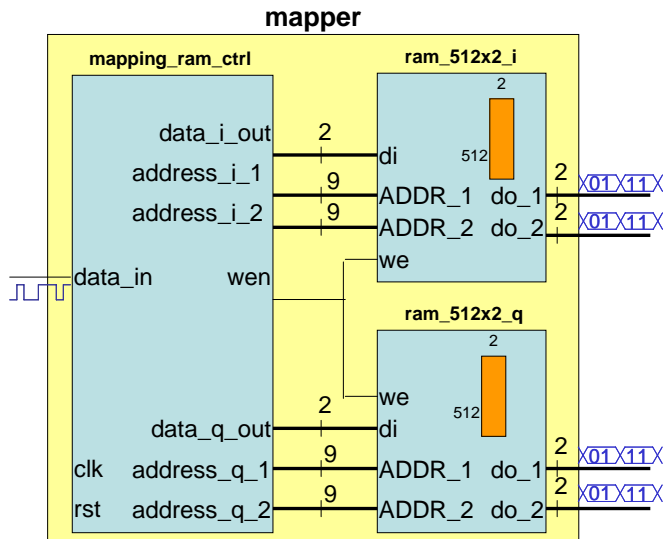 mapper
mapping_ram_ctrl
data_i_out
address_i_1
address_i_2
data_in
wen
data_q_out
clk
address_q_1
rst
address_q_2
2
9
9
2
9
9
ram_512x2_i
2
512
di
ADDR_1
do_1
ADDR_2
do_2
we
2
01 11
2
01 11
ram_512x2_q
2
512
we
di
ADDR_1
do_1
ADDR_2
do_2
2
01 11
2
01 11